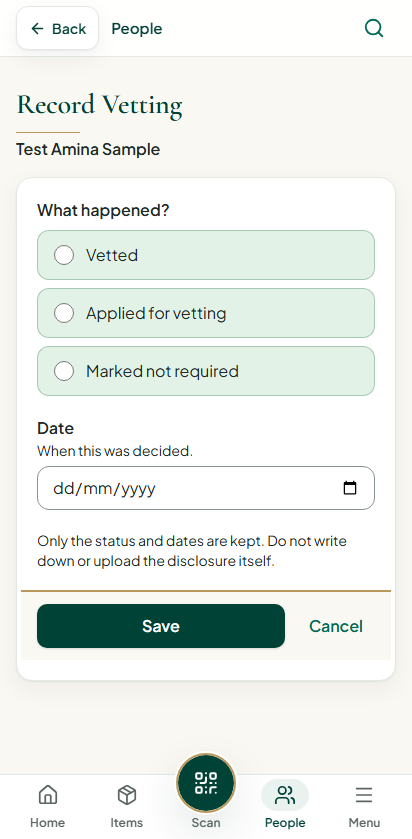 Back People
Record Vetting
Test Amina Sample
What happened?
Vetted
Applied for vetting
Marked not required
Date
When this was decided.
dd/mm/yyyy
Only the status and dates are kept. Do not write
down or upload the disclosure itself.
Save Cancel
Home Items Scan People Menu